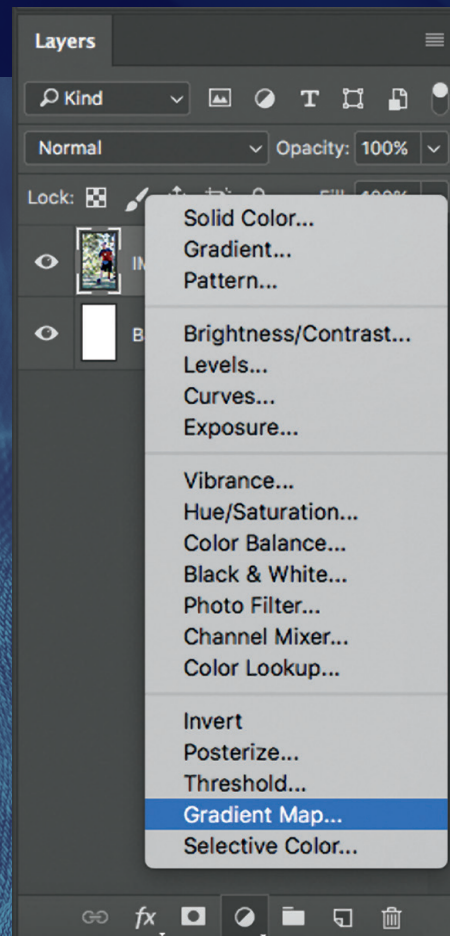 Layers
Kind
Normal Opacity: 100%
Lock:
Solid Color...
Gradient...
Pattern...
Brightness/Contrast...
Levels...
Curves...
Exposure...
Vibrance...
Hue/Saturation...
Color Balance...
Black & White...
Photo Filter...
Channel Mixer...
Color Lookup...
Invert
Posterize...
Threshold...
Gradient Map...
Selective Color...
fx